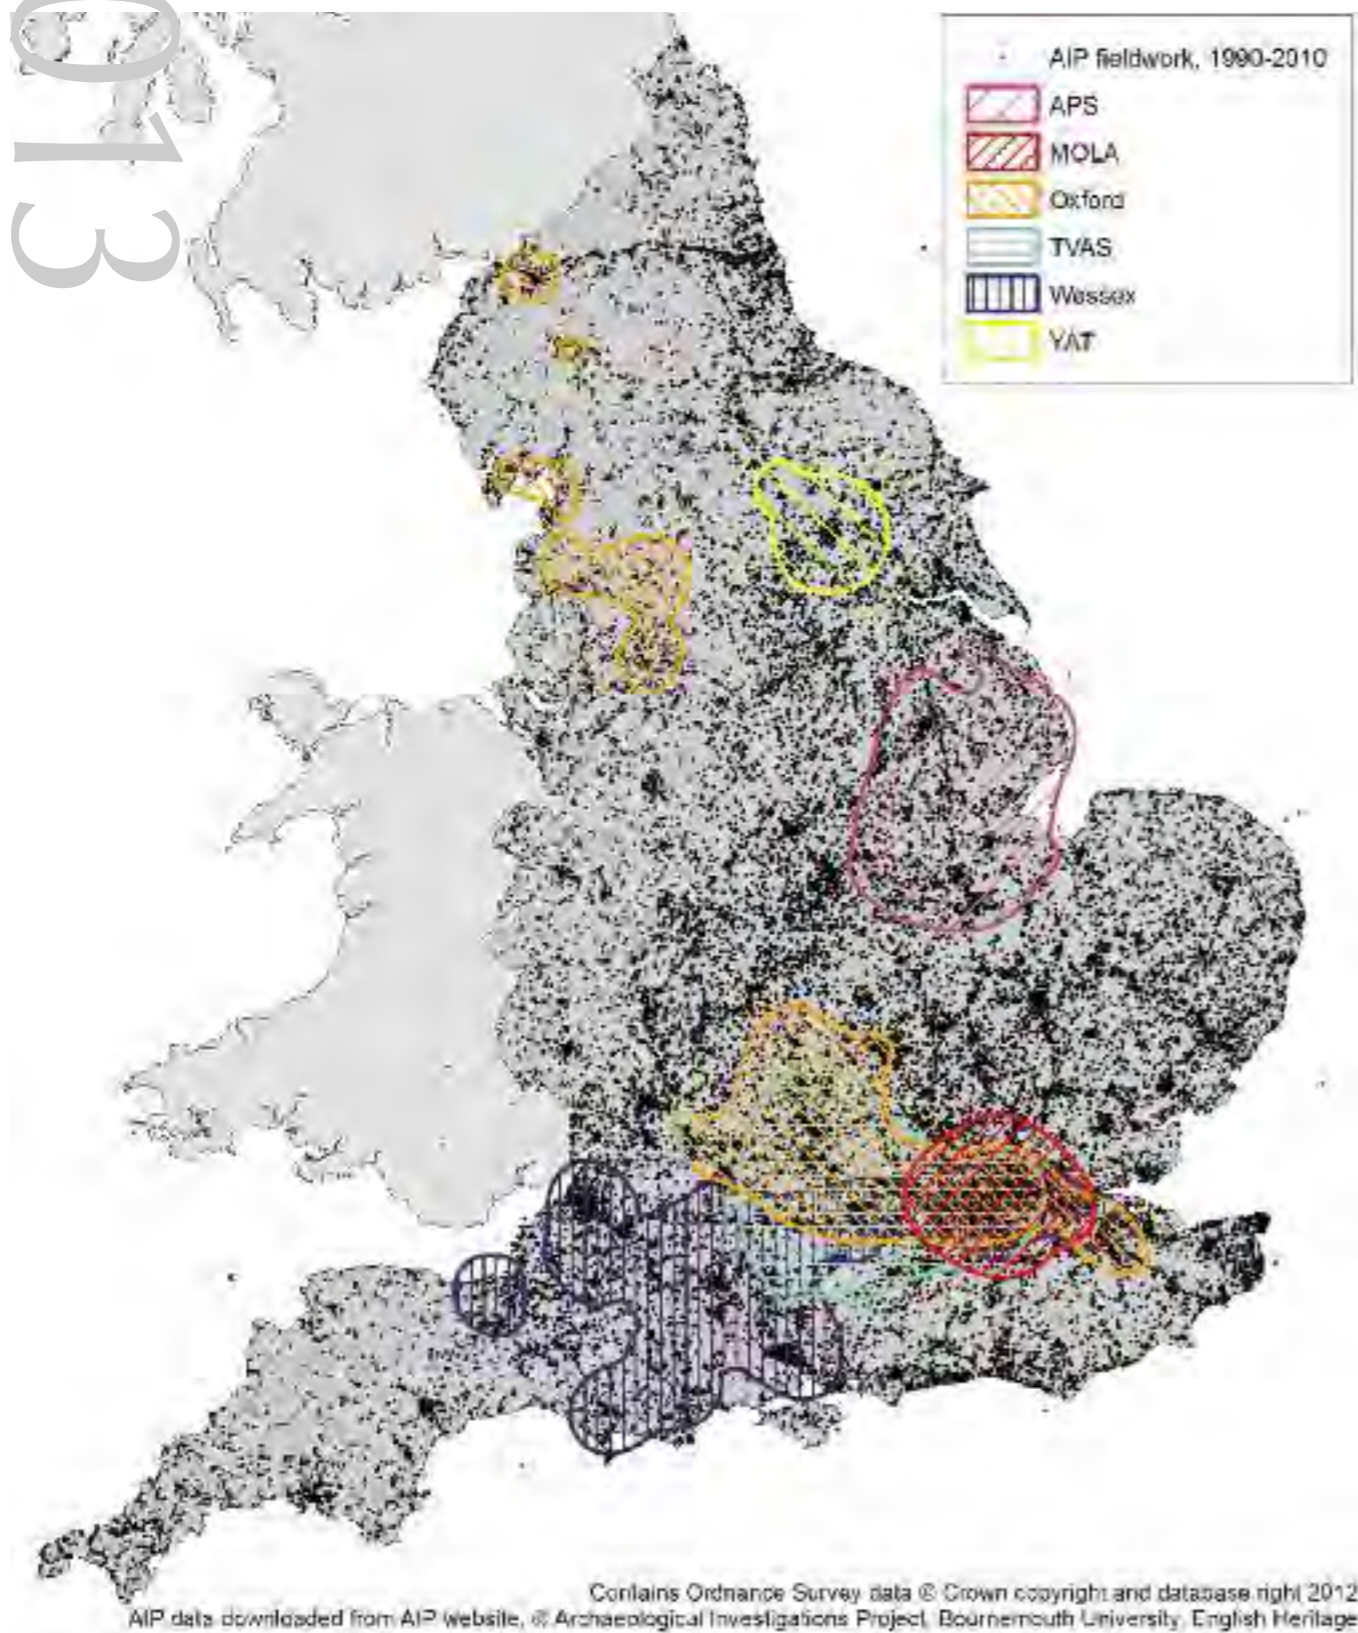 013
AIP fieldwork, 1990-2010
APS
MOLA
Oxford
TVAS
Wessex
YAT
Contains Ordnance Survey data © Crown copyright and database right 2012
AIP data downloaded from AIP website, © Archaeological Investigations Project, Bournemouth University, English Heritage